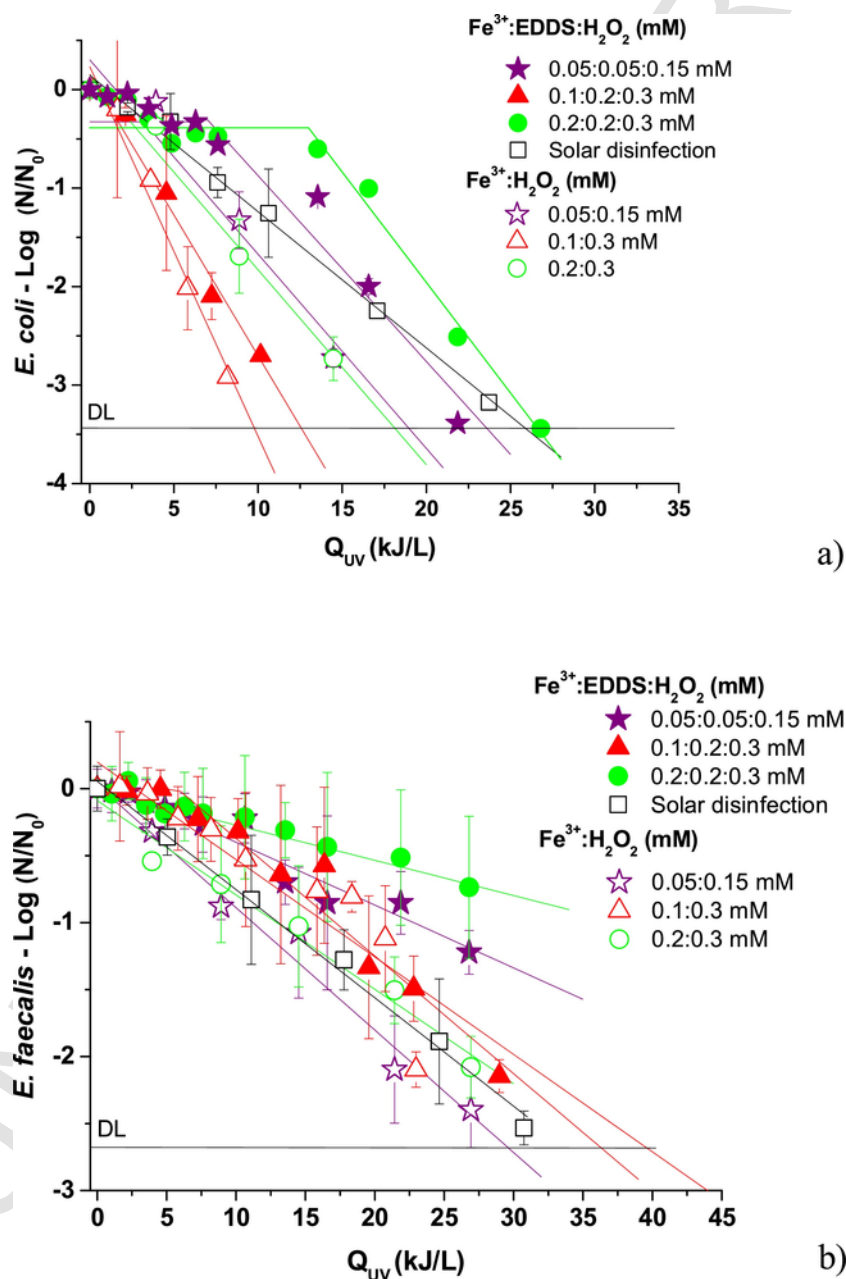 Fe³⁺:EDDS:H₂O₂ (mM)
0.05:0.05:0.15 mM
0.1:0.2:0.3 mM
0.2:0.2:0.3 mM
Solar disinfection
Fe³⁺:H₂O₂ (mM)
0.05:0.15 mM
0.1:0.3 mM
0.2:0.3
E. coli - Log (N/N₀)
0
-1
-2
-3
-4
DL
0 5 10 15 20 25 30 35
Q_UV (kJ/L)
a)
Fe³⁺:EDDS:H₂O₂ (mM)
0.05:0.05:0.15 mM
0.1:0.2:0.3 mM
0.2:0.2:0.3 mM
Solar disinfection
Fe³⁺:H₂O₂ (mM)
0.05:0.15 mM
0.1:0.3 mM
0.2:0.3 mM
E. faecalis - Log (N/N₀)
0
-1
-2
-3
DL
0 5 10 15 20 25 30 35 40 45
Q_UV (kJ/L)
b)